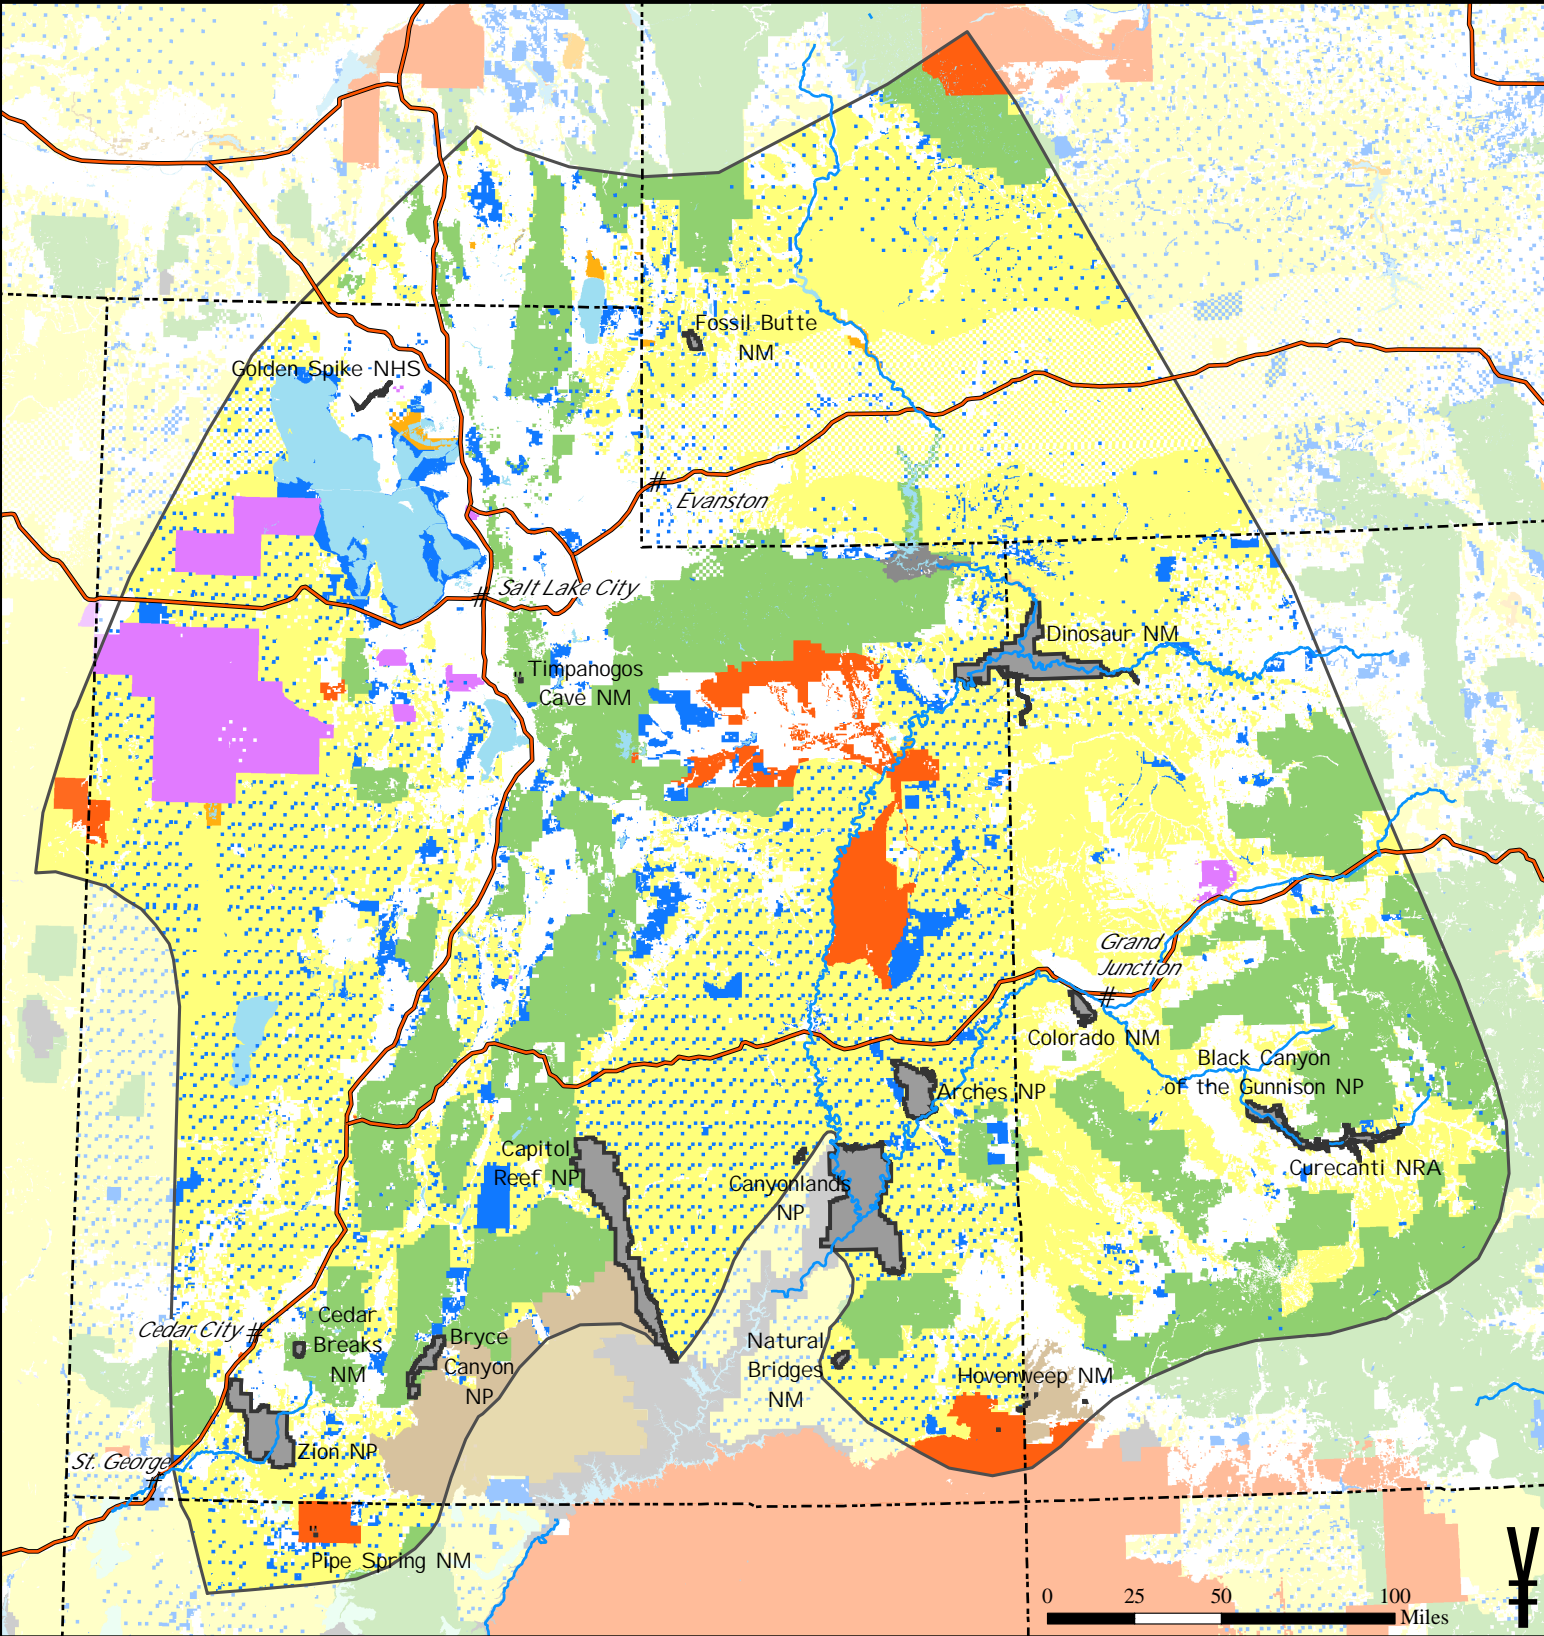 Fossil Butte
NM
Golden Spike NHS
Evanston
Salt Lake City
Dinosaur NM
Timpanogos
Cave NM
Grand
Junction
Colorado NM
Black Canyon
of the Gunnison NP
Arches NP
Capitol
Reef NP
Curecanti NRA
Canyonlands
NP
Cedar
Breaks
NM
Cedar City
Bryce
Canyon
NP
Natural
Bridges
NM
Hovenweep NM
Zion NP
St. George
Pipe Spring NM
0 25 50 100
Miles